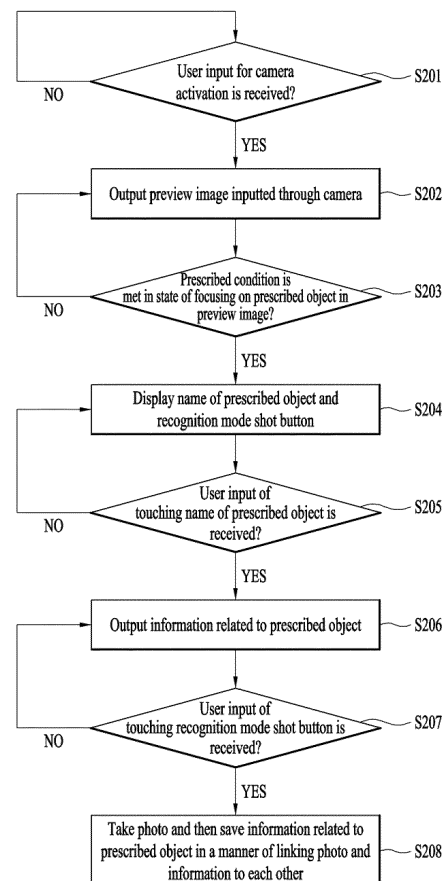 User input for camera
activation is received?
S201
NO
YES
Output preview image inputted through camera
S202
Prescribed condition is
met in state of focusing on prescribed object in
preview image?
S203
NO
YES
Display name of prescribed object and
recognition mode shot button
S204
User input of
touching name of prescribed object is
received?
S205
NO
YES
Output information related to prescribed object
S206
User input of
touching recognition mode shot button is
received?
S207
NO
YES
Take photo and then save information related to
prescribed object in a manner of linking photo and
information to each other
S208